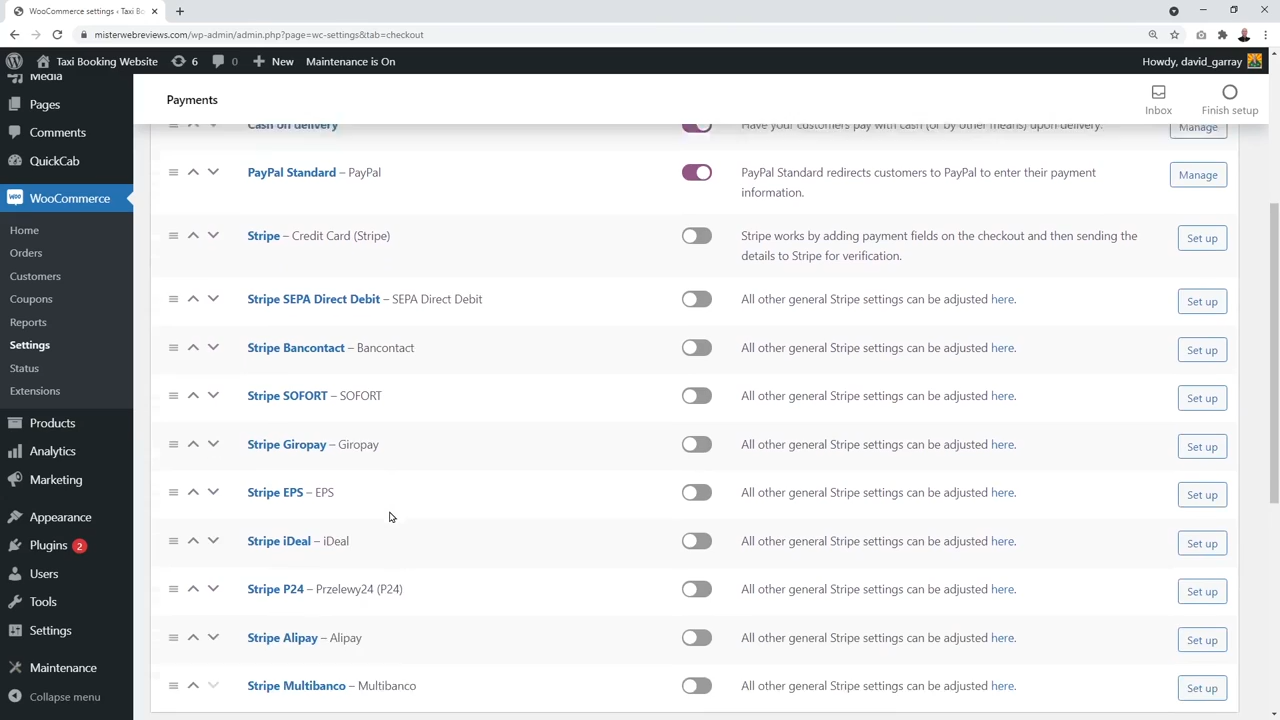 WooCommerce settings ‹ Taxi Bo
misterwebreviews.com/wp-admin/admin.php?page=wc-settings&tab=checkout
Taxi Booking Website
6
0
New
Maintenance is On
Howdy, david_garray
Media
Pages
Comments
QuickCab
WooCommerce
Home
Orders
Customers
Coupons
Reports
Settings
Status
Extensions
Products
Analytics
Marketing
Appearance
Plugins 2
Users
Tools
Settings
Maintenance
Collapse menu
Payments
Inbox
Finish setup
Cash on delivery
Have your customers pay with cash (or by other means) upon delivery.
Manage
PayPal Standard – PayPal
PayPal Standard redirects customers to PayPal to enter their payment
information.
Manage
Stripe – Credit Card (Stripe)
Stripe works by adding payment fields on the checkout and then sending the
details to Stripe for verification.
Set up
Stripe SEPA Direct Debit – SEPA Direct Debit
All other general Stripe settings can be adjusted here.
Set up
Stripe Bancontact – Bancontact
All other general Stripe settings can be adjusted here.
Set up
Stripe SOFORT – SOFORT
All other general Stripe settings can be adjusted here.
Set up
Stripe Giropay – Giropay
All other general Stripe settings can be adjusted here.
Set up
Stripe EPS – EPS
All other general Stripe settings can be adjusted here.
Set up
Stripe iDeal – iDeal
All other general Stripe settings can be adjusted here.
Set up
Stripe P24 – Przelewy24 (P24)
All other general Stripe settings can be adjusted here.
Set up
Stripe Alipay – Alipay
All other general Stripe settings can be adjusted here.
Set up
Stripe Multibanco – Multibanco
All other general Stripe settings can be adjusted here.
Set up